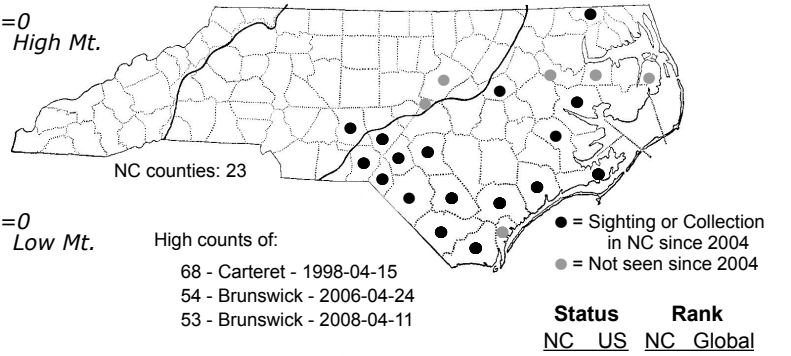 =0
High Mt.
NC counties: 23
=0
Low Mt.
High counts of:
68 - Carteret - 1998-04-15
54 - Brunswick - 2006-04-24
53 - Brunswick - 2008-04-11
= Sighting or Collection
in NC since 2004
= Not seen since 2004
Status Rank
NC US NC Global